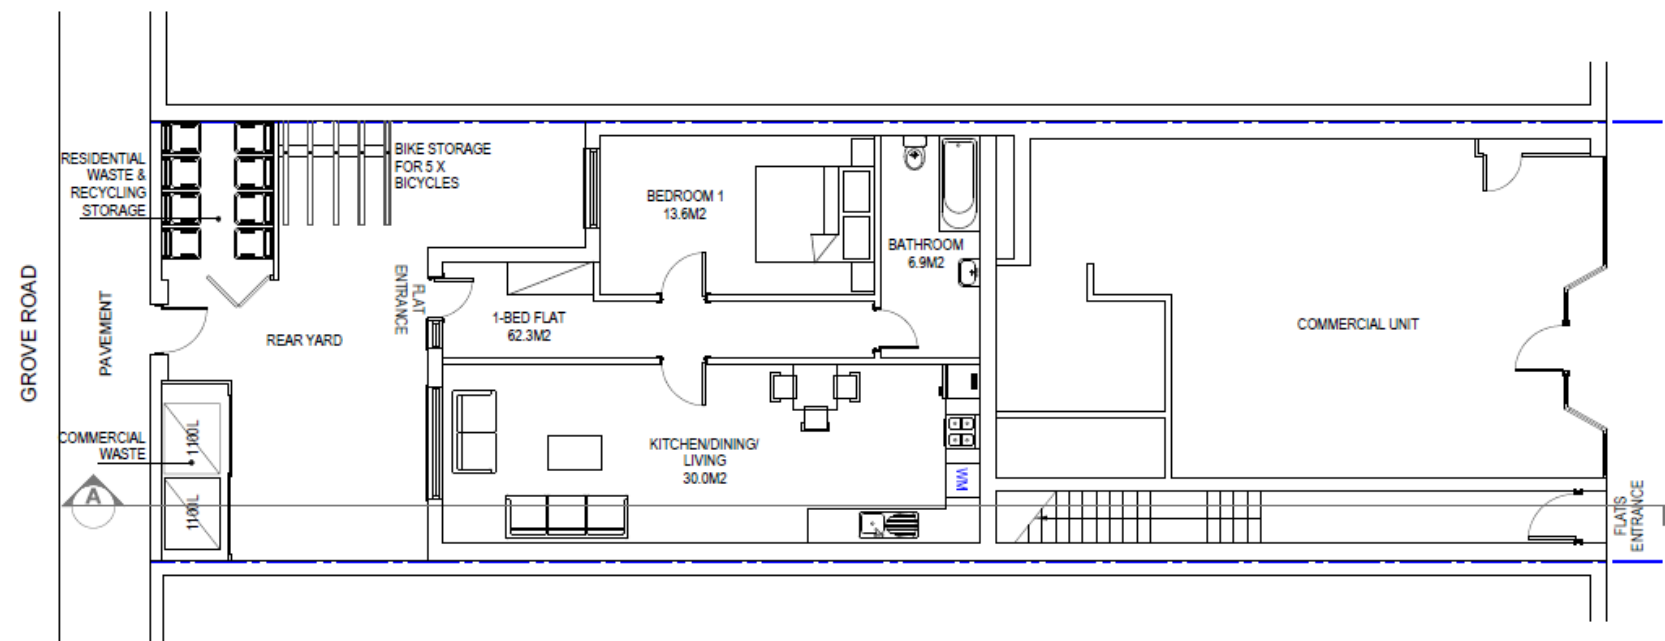 GROVE ROAD
PAVEMENT
RESIDENTIAL
WASTE &
RECYCLING
STORAGE
BIKE STORAGE
FOR 5 X
BICYCLES
REAR YARD
COMMERCIAL
WASTE
1100L
1100L
A
FLAT
ENTRANCE
1-BED FLAT
62.3M2
BEDROOM 1
13.6M2
BATHROOM
6.9M2
KITCHEN/DINING/
LIVING
30.0M2
WM
COMMERCIAL UNIT
FLATS
ENTRANCE